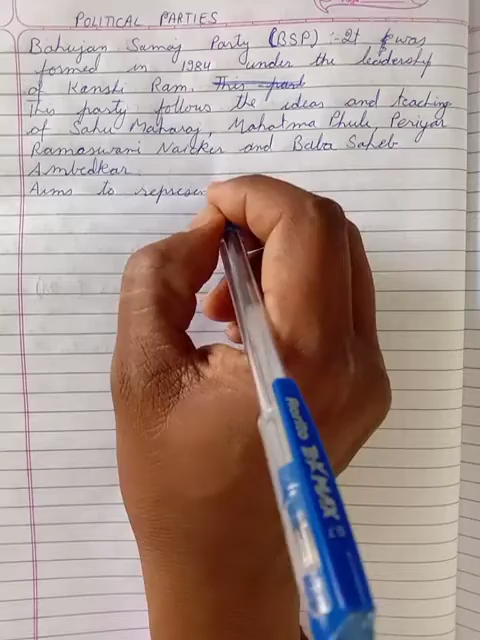 POLITICAL PARTIES
Bahujan Samaj Party (BSP) :- It was
formed in 1984 under the leadership
of Kanshi Ram. This part
This party follows the ideas and teaching
of Sahu Maharaj, Mahatma Phule, Periyar
Ramaswani Naicker and Baba Saheb
Ambedkar.
Aims to represen